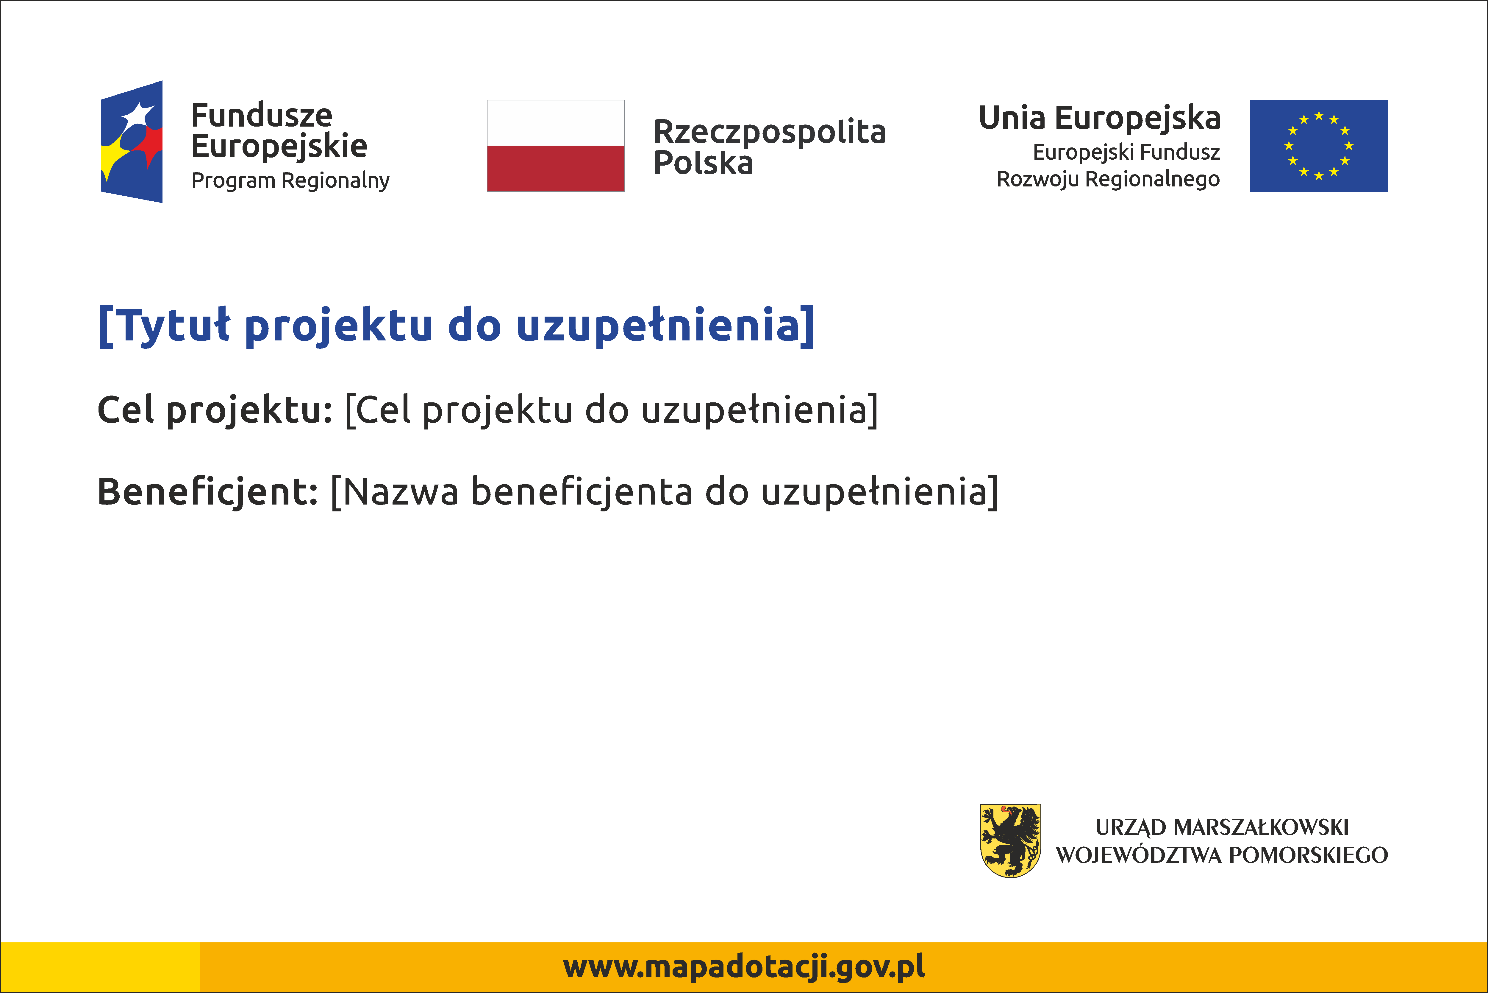 Fundusze
Europejskie
Program Regionalny
Rzeczpospolita
Polska
Unia Europejska
Europejski Fundusz
Rozwoju Regionalnego
[Tytuł projektu do uzupełnienia]
Cel projektu: [Cel projektu do uzupełnienia]
Beneficjent: [Nazwa beneficjenta do uzupełnienia]
URZĄD MARSZAŁKOWSKI
WOJEWÓDZTWA POMORSKIEGO
www.mapadotacji.gov.pl